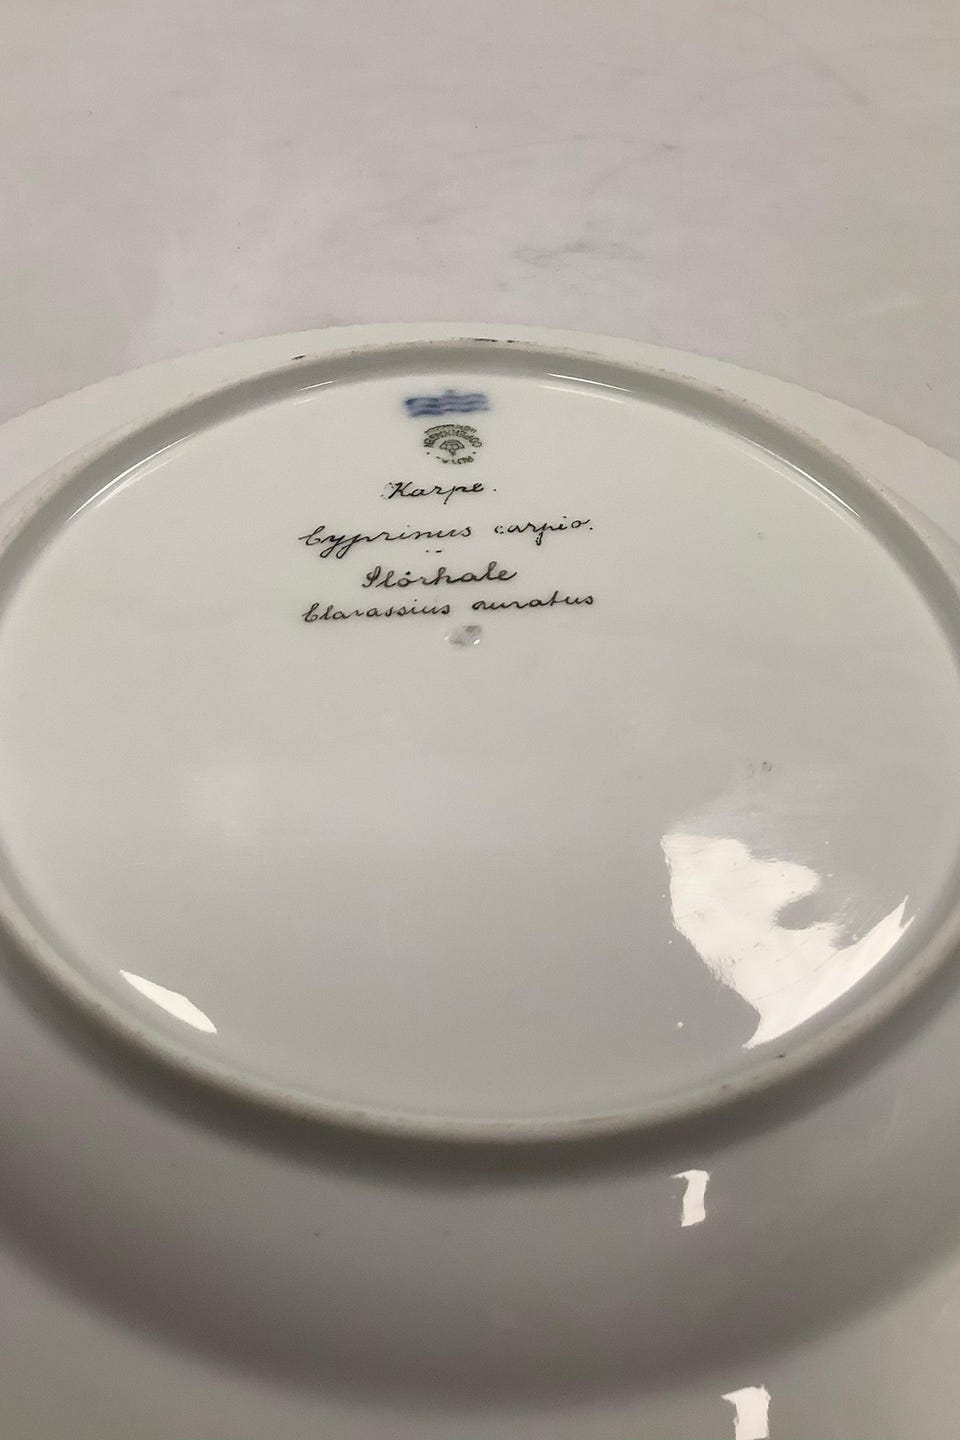 Karpe.
Cyprinus carpio.
Slörhale
Carassius auratus